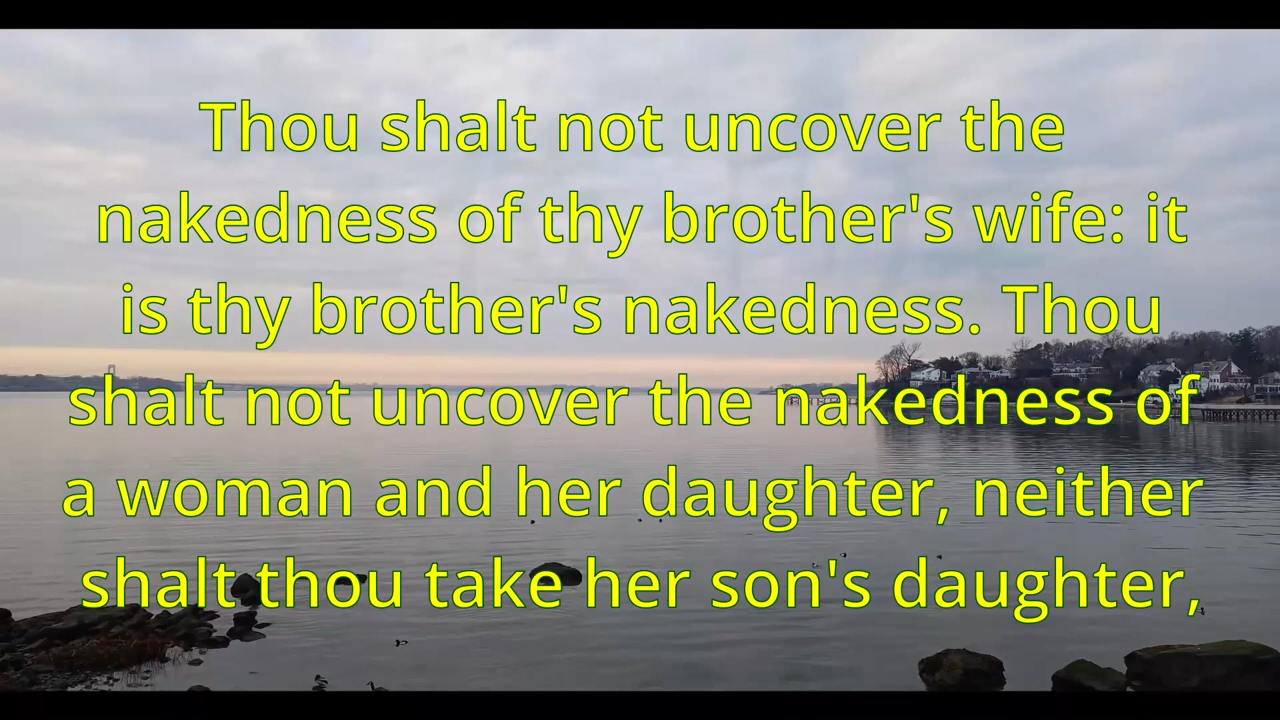 Thou shalt not uncover the
nakedness of thy brother's wife: it
is thy brother's nakedness. Thou
shalt not uncover the nakedness of
a woman and her daughter, neither
shalt thou take her son's daughter,